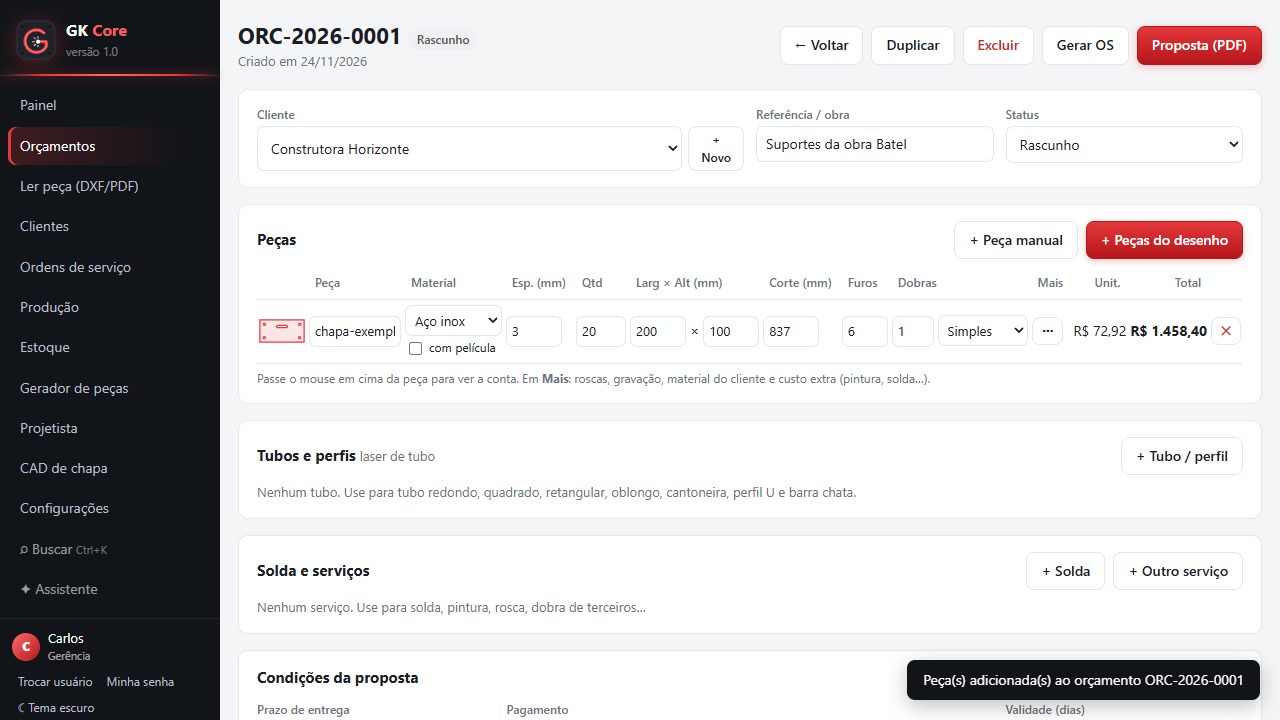 GK Core
versão 1.0
Painel
Orçamentos
Ler peça (DXF/PDF)
Clientes
Ordens de serviço
Produção
Estoque
Gerador de peças
Projetista
CAD de chapa
Configurações
Buscar Ctrl+K
Assistente
C
Carlos
Gerência
Trocar usuário Minha senha
Tema escuro
ORC-2026-0001 Rascunho
Criado em 24/11/2026
← Voltar Duplicar Excluir Gerar OS Proposta (PDF)
Cliente Referência / obra Status
Construtora Horizonte + Novo Suportes da obra Batel Rascunho
Peças + Peça manual + Peças do desenho
Peça Material Esp. (mm) Qtd Larg × Alt (mm) Corte (mm) Furos Dobras Mais Unit. Total
chapa-exempl Aço inox 3 20 200 × 100 837 6 1 Simples ··· R$ 72,92 R$ 1.458,40 ✕
com película
Passe o mouse em cima da peça para ver a conta. Em Mais: roscas, gravação, material do cliente e custo extra (pintura, solda...).
Tubos e perfis laser de tubo + Tubo / perfil
Nenhum tubo. Use para tubo redondo, quadrado, retangular, oblongo, cantoneira, perfil U e barra chata.
Solda e serviços + Solda + Outro serviço
Nenhum serviço. Use para solda, pintura, rosca, dobra de terceiros...
Condições da proposta
Peça(s) adicionada(s) ao orçamento ORC-2026-0001
Prazo de entrega Pagamento Validade (dias)